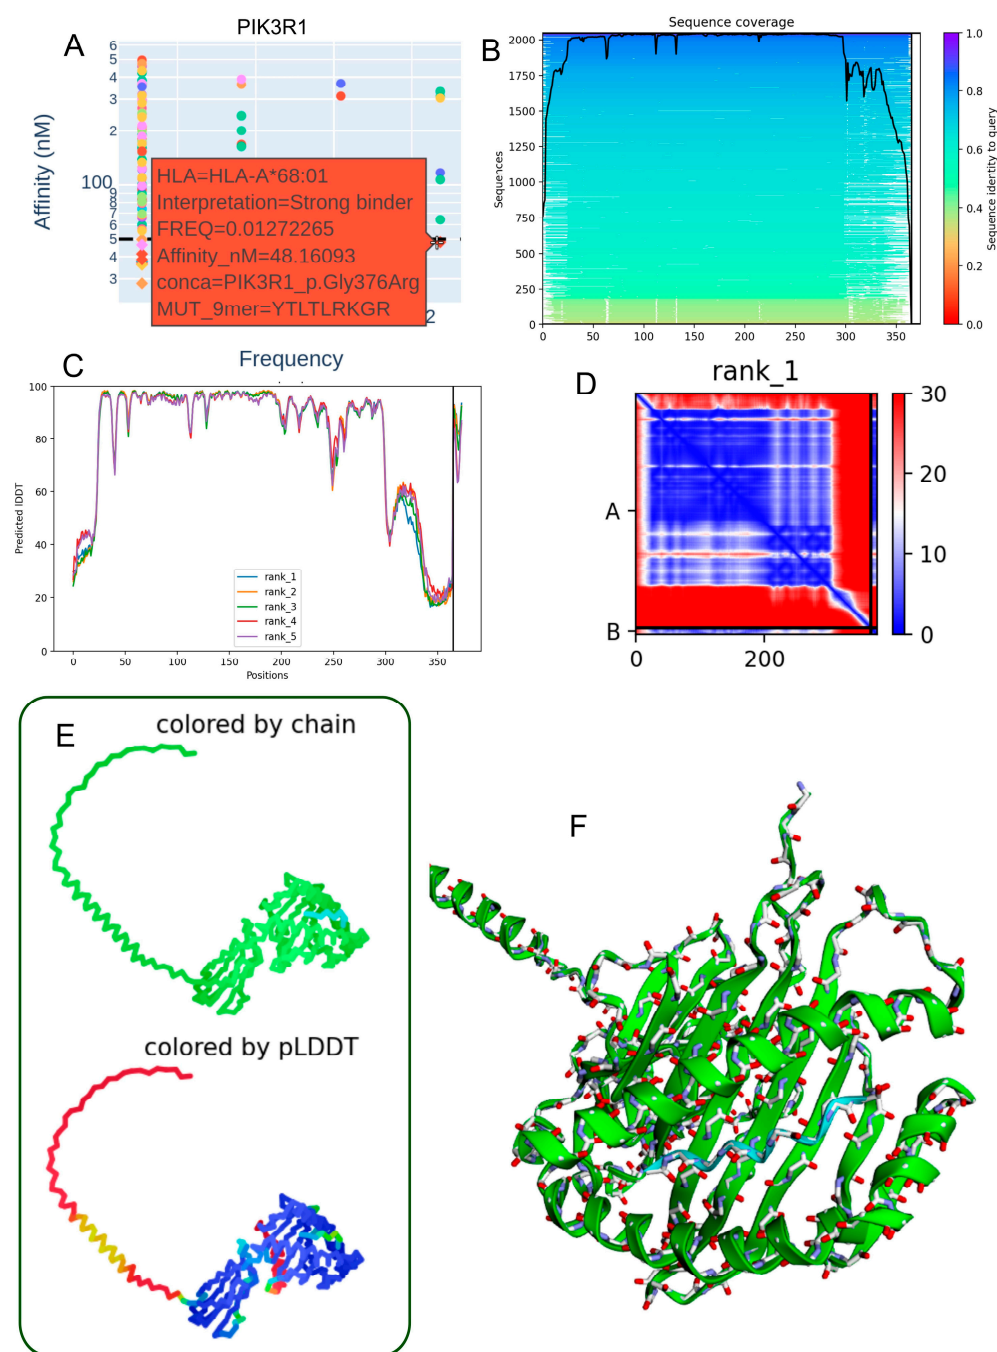 PIK3R1
A
Affinity (nM)
6
5
4
3
2
100
9
8
7
6
5
4
3
HLA=HLA-A*68:01
Interpretation=Strong binder
FREQ=0.01272265
Affinity_nM=48.16093
conca=PIK3R1_p.Gly376Arg
MUT_9mer=YTLTLRKGR
2
Frequency
B
Sequence coverage
Sequences
2000
1750
1500
1250
1000
750
500
250
0
0 50 100 150 200 250 300 350
1.0
0.8
0.6
0.4
0.2
0.0
Sequence identity to query
C
Predicted lDDT
100
80
60
40
20
0
rank_1
rank_2
rank_3
rank_4
rank_5
0 50 100 150 200 250 300 350
Positions
D
rank_1
A
B
0 200
30
20
10
0
E
colored by chain
colored by pLDDT
F